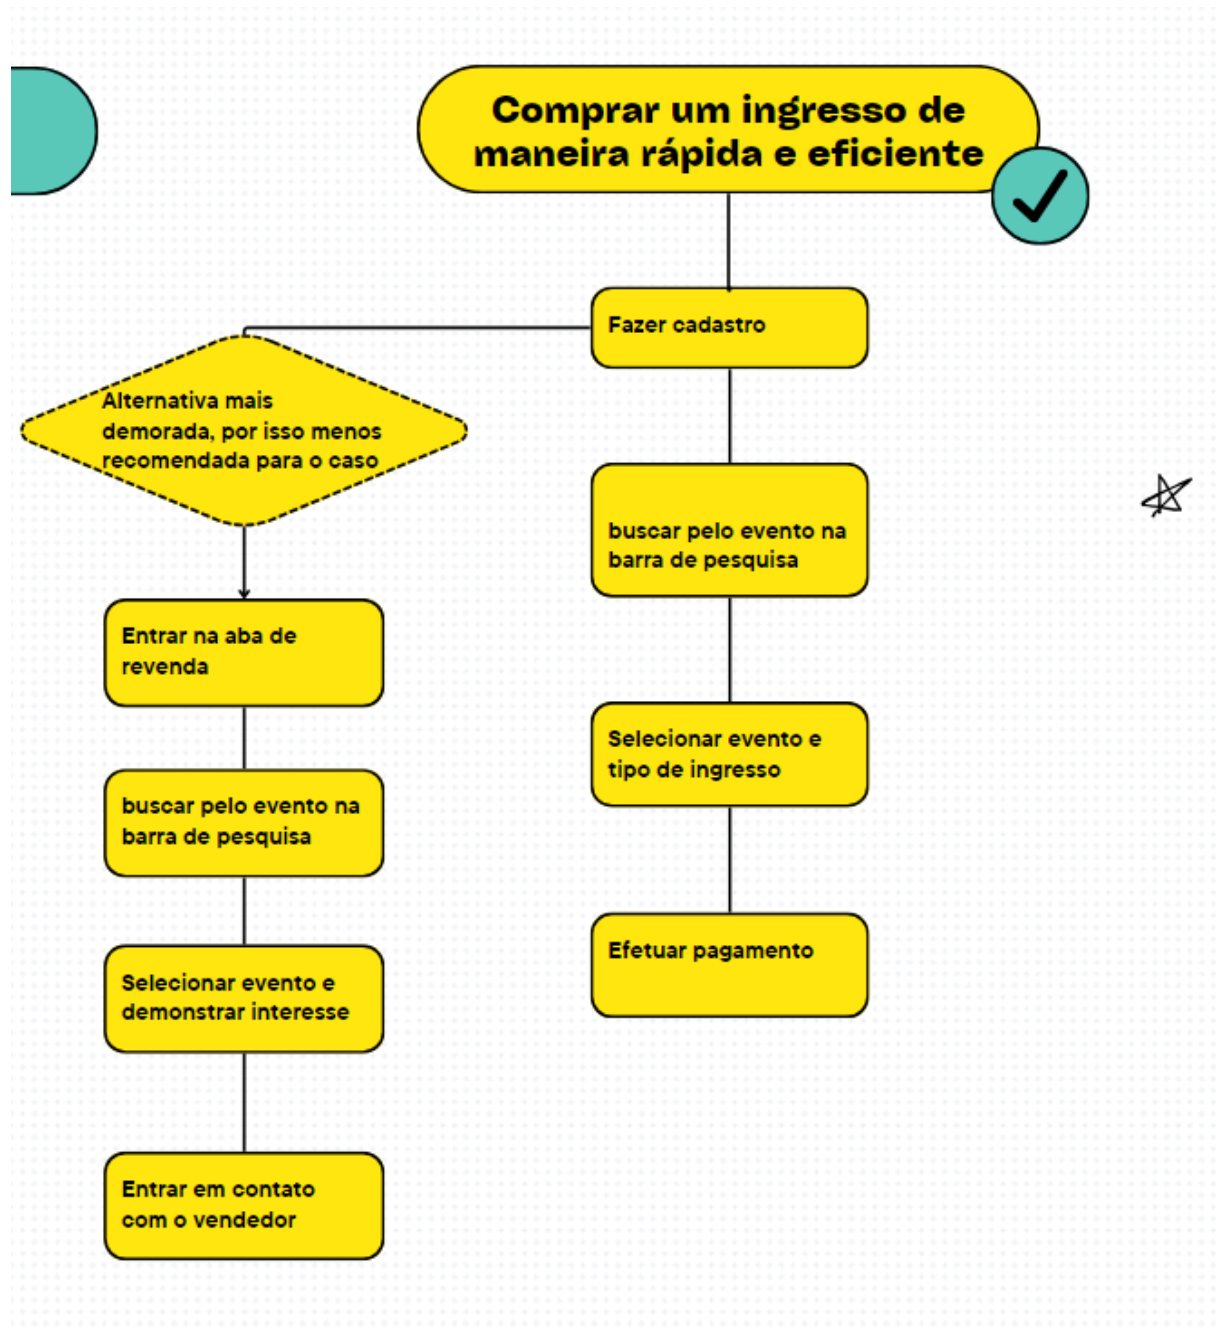 Comprar um ingresso de
maneira rápida e eficiente
Fazer cadastro
Alternativa mais
demorada, por isso menos
recomendada para o caso
buscar pelo evento na
barra de pesquisa
Entrar na aba de
revenda
Selecionar evento e
tipo de ingresso
buscar pelo evento na
barra de pesquisa
Efetuar pagamento
Selecionar evento e
demonstrar interesse
Entrar em contato
com o vendedor